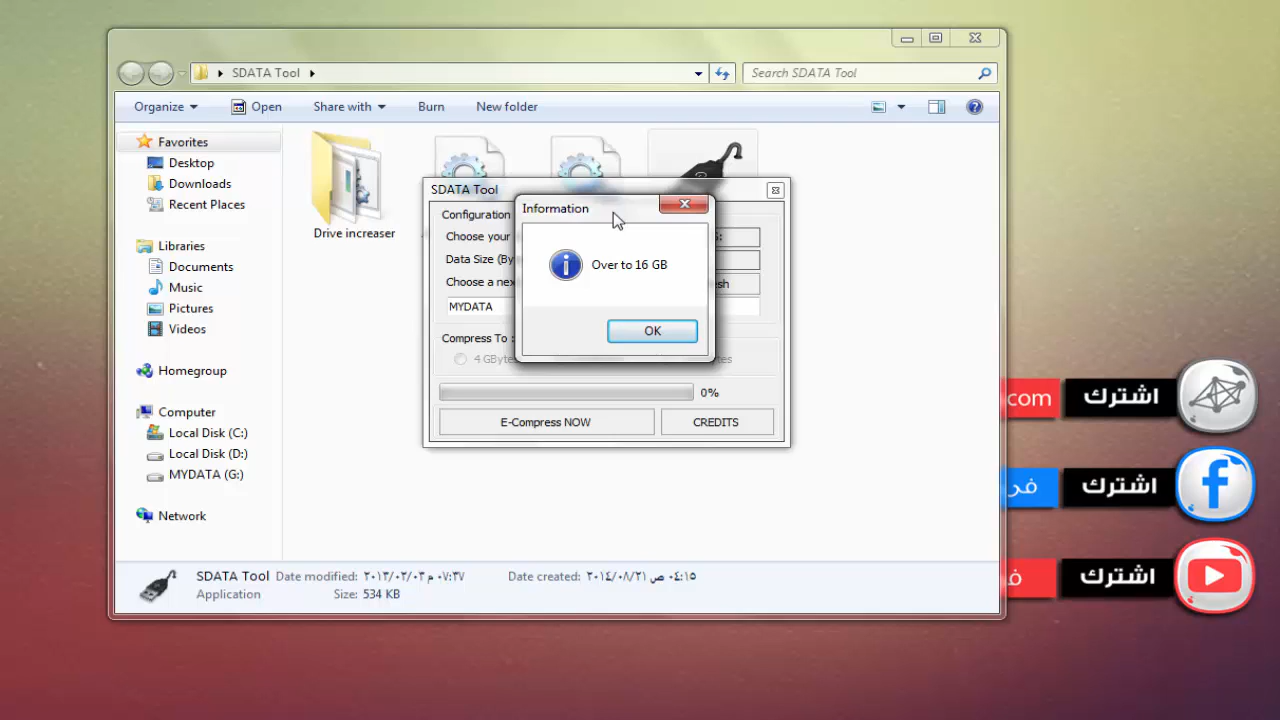 SDATA Tool
Search SDATA Tool
Organize
Open
Share with
Burn
New folder
Favorites
Desktop
Downloads
Recent Places
Libraries
Documents
Music
Pictures
Videos
Homegroup
Computer
Local Disk (C:)
Local Disk (D:)
MYDATA (G:)
Network
Drive increaser
SDATA Tool
Configuration
Choose your
Data Size (By
Choose a ne
MYDATA
Compress To :
4 GByte
0%
E-Compress NOW
CREDITS
Information
Over to 16 GB
OK
SDATA Tool
Date modified: ٢٠١٣/٠٢/٠٣ م ٠٧:٣٧
Date created: ٢٠١٤/٠٨/٢١ ص ٠٤:١٥
Application
Size: 534 KB
com
اشترك
في
اشترك
اشترك